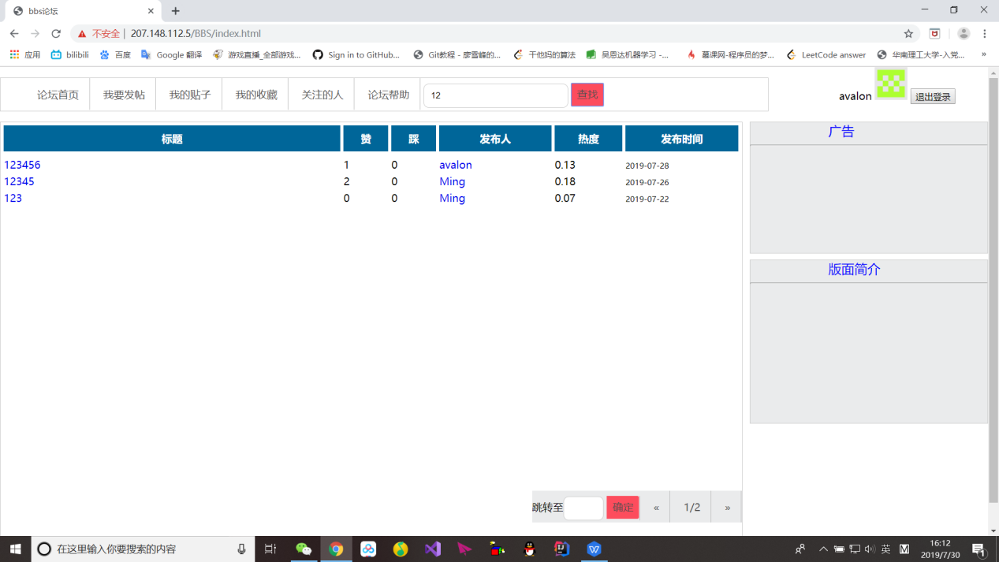 bbs论坛
不安全 | 207.148.112.5/BBS/index.html
应用 bilibili 百度 Google 翻译 游戏直播_全部游戏... Sign in to GitHub... Git教程 - 廖雪峰的... 干他妈的算法 吴恩达机器学习 -... 慕课网-程序员的梦... LeetCode answer 华南理工大学-入党... »
论坛首页 我要发帖 我的贴子 我的收藏 关注的人 论坛帮助 12 查找 avalon 退出登录
标题 赞 踩 发布人 热度 发布时间 广告
123456 1 0 avalon 0.13 2019-07-28
12345 2 0 Ming 0.18 2019-07-26
123 0 0 Ming 0.07 2019-07-22
版面简介
跳转至 确定 « 1/2 »
在这里输入你要搜索的内容 英 M 16:12
2019/7/30 1